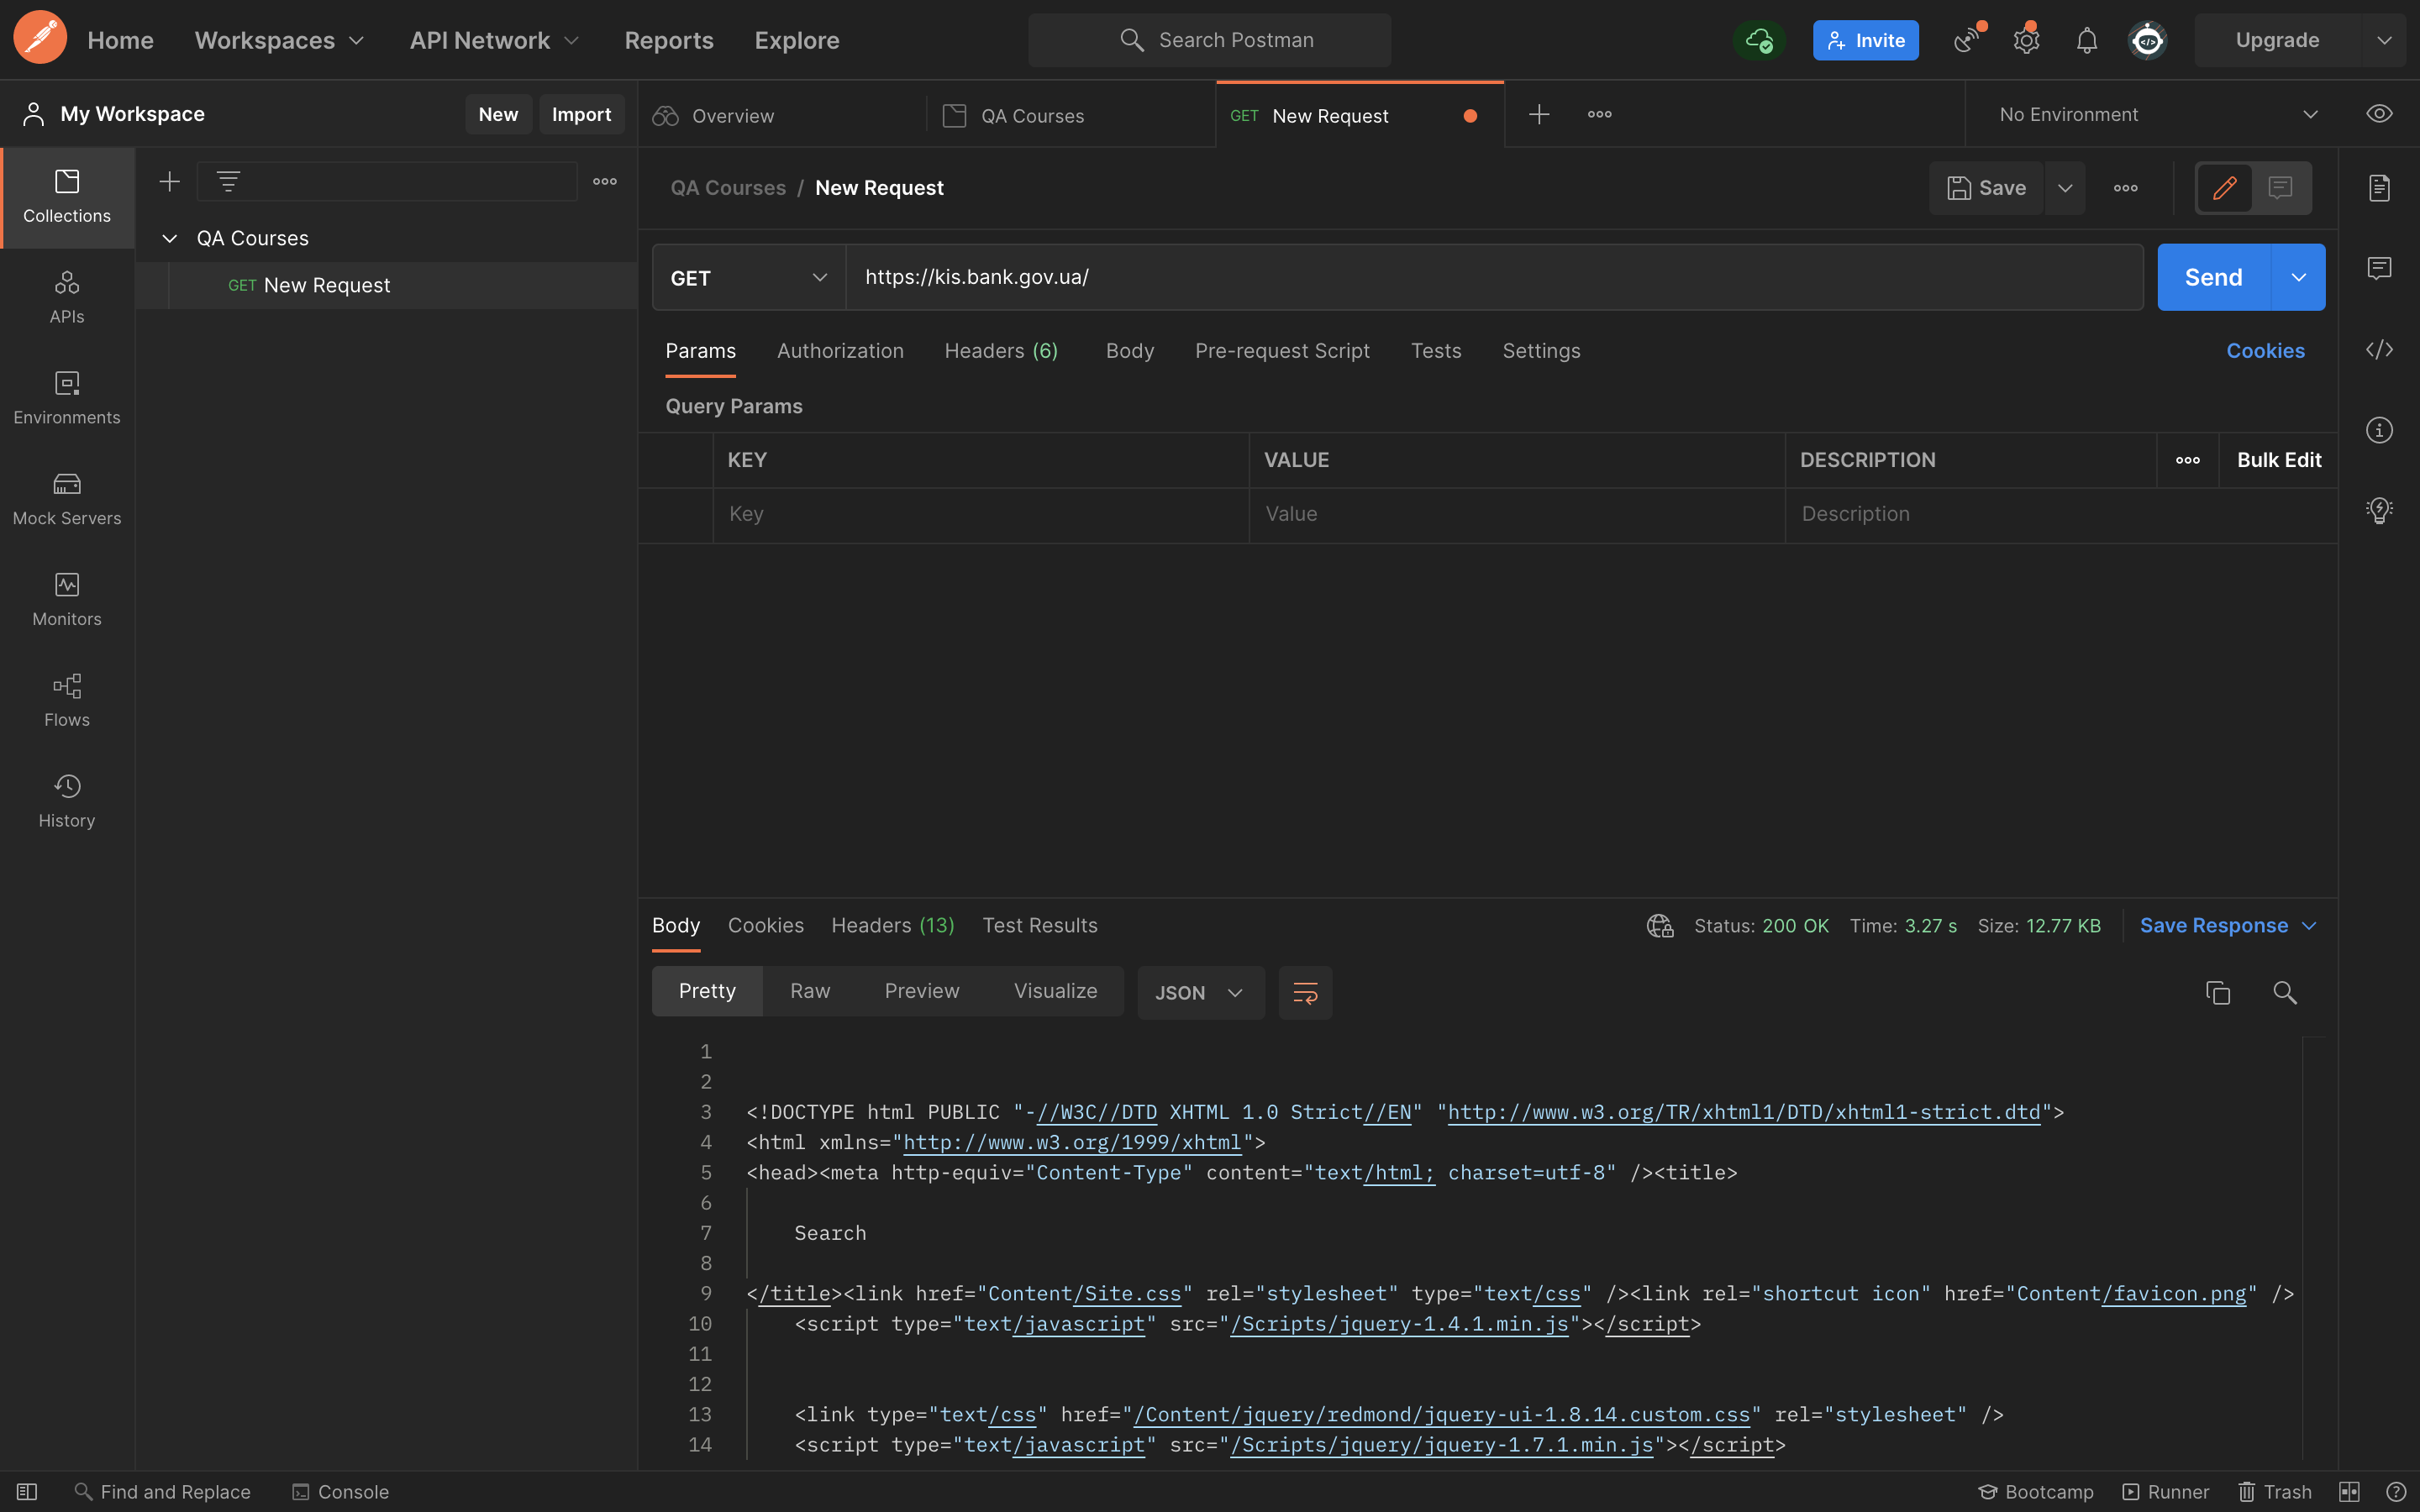 Home Workspaces API Network Reports Explore Search Postman Invite Upgrade
My Workspace New Import Overview QA Courses GET New Request No Environment
Collections
APIs
Environments
Mock Servers
Monitors
Flows
History
QA Courses
GET New Request
QA Courses / New Request Save
GET https://kis.bank.gov.ua/ Send
Params Authorization Headers (6) Body Pre-request Script Tests Settings Cookies
Query Params
KEY VALUE DESCRIPTION Bulk Edit
Key Value Description
Body Cookies Headers (13) Test Results Status: 200 OK Time: 3.27 s Size: 12.77 KB Save Response
Pretty Raw Preview Visualize JSON
1
2
3 <!DOCTYPE html PUBLIC "-//W3C//DTD XHTML 1.0 Strict//EN" "http://www.w3.org/TR/xhtml1/DTD/xhtml1-strict.dtd">
4 <html xmlns="http://www.w3.org/1999/xhtml">
5 <head><meta http-equiv="Content-Type" content="text/html; charset=utf-8" /><title>
6
7 Search
8
9 </title><link href="Content/Site.css" rel="stylesheet" type="text/css" /><link rel="shortcut icon" href="Content/favicon.png" />
10 <script type="text/javascript" src="/Scripts/jquery-1.4.1.min.js"></script>
11
12
13 <link type="text/css" href="/Content/jquery/redmond/jquery-ui-1.8.14.custom.css" rel="stylesheet" />
14 <script type="text/javascript" src="/Scripts/jquery/jquery-1.7.1.min.js"></script>
Find and Replace Console Bootcamp Runner Trash